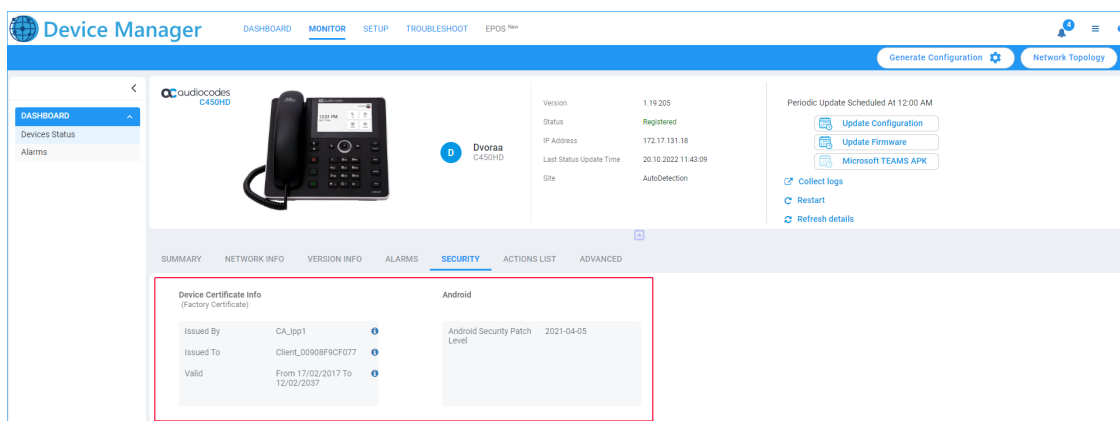 Device Manager
DASHBOARD MONITOR SETUP TROUBLESHOOT EPOS New
4
Generate Configuration
Network Topology
DASHBOARD
Devices Status
Alarms
audiocodes
C450HD
D
Dvoraa
C450HD
Version 1.19.205
Status Registered
IP Address 172.17.131.18
Last Status Update Time 20.10.2022 11:43:09
Site AutoDetection
Periodic Update Scheduled At 12:00 AM
Update Configuration
Update Firmware
Microsoft TEAMS APK
Collect logs
Restart
Refresh details
SUMMARY NETWORK INFO VERSION INFO ALARMS SECURITY ACTIONS LIST ADVANCED
Device Certificate Info
(Factory Certificate)
Issued By CA_ipp1
Issued To Client_00908F9CF077
Valid From 17/02/2017 To
12/02/2037
Android
Android Security Patch 2021-04-05
Level